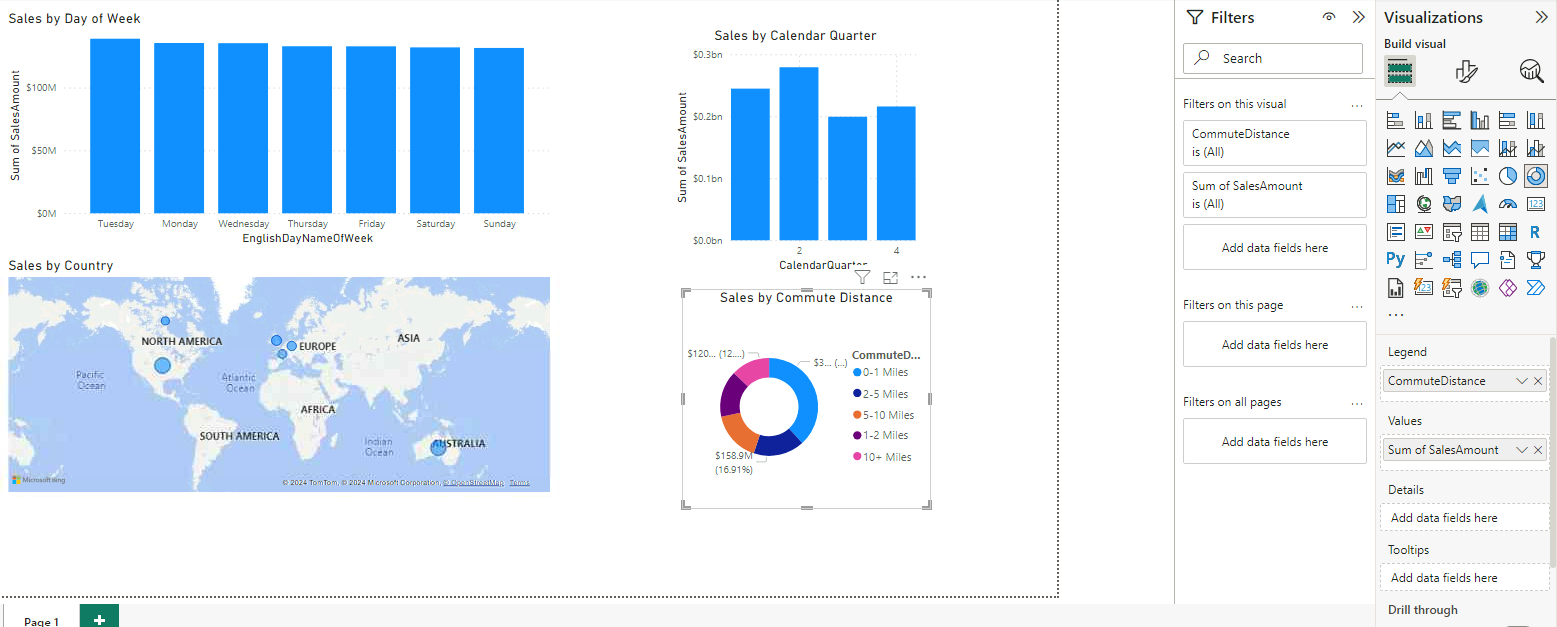 Sales by Day of Week
Sum of SalesAmount
$100M
$50M
$0M
Tuesday Monday Wednesday Thursday Friday Saturday Sunday
EnglishDayNameOfWeek
Sales by Calendar Quarter
Sum of SalesAmount
$0.3bn
$0.2bn
$0.1bn
$0.0bn
2 4
CalendarQuarter
Sales by Country
NORTH AMERICA
EUROPE
ASIA
Pacific
Ocean
Atlantic
Ocean
AFRICA
SOUTH AMERICA
Indian
Ocean
AUSTRALIA
Microsoft Bing
© 2024 TomTom, © 2024 Microsoft Corporation, © OpenStreetMap Terms
Sales by Commute Distance
$120... (12....)
$3... (...)
$158.9M
(16.91%)
CommuteD...
0-1 Miles
2-5 Miles
5-10 Miles
1-2 Miles
10+ Miles
Page 1
+
Filters
Search
Filters on this visual ...
CommuteDistance
is (All)
Sum of SalesAmount
is (All)
Add data fields here
Filters on this page ...
Add data fields here
Filters on all pages ...
Add data fields here
Visualizations
Build visual
123
R
Py
123
...
Legend
CommuteDistance
Values
Sum of SalesAmount
Details
Add data fields here
Tooltips
Add data fields here
Drill through